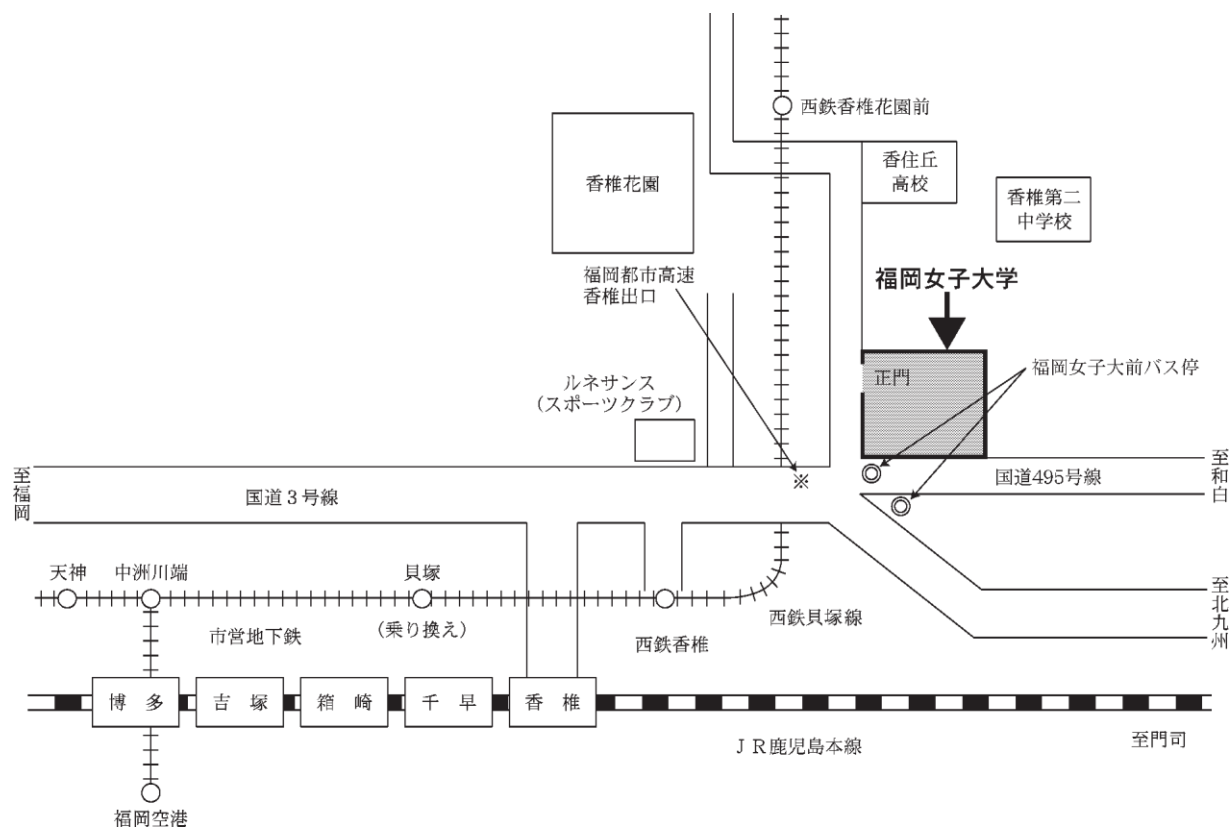 西鉄香椎花園前
香椎花園
香住丘
高校
香椎第二
中学校
福岡都市高速
香椎出口
福岡女子大学
正門
福岡女子大前バス停
ルネサンス
（スポーツクラブ）
※
至福岡
国道３号線
国道495号線
至和白
天神
中洲川端
貝塚
（乗り換え）
市営地下鉄
西鉄香椎
西鉄貝塚線
至北九州
博多
吉塚
箱崎
千早
香椎
ＪＲ鹿児島本線
至門司
福岡空港